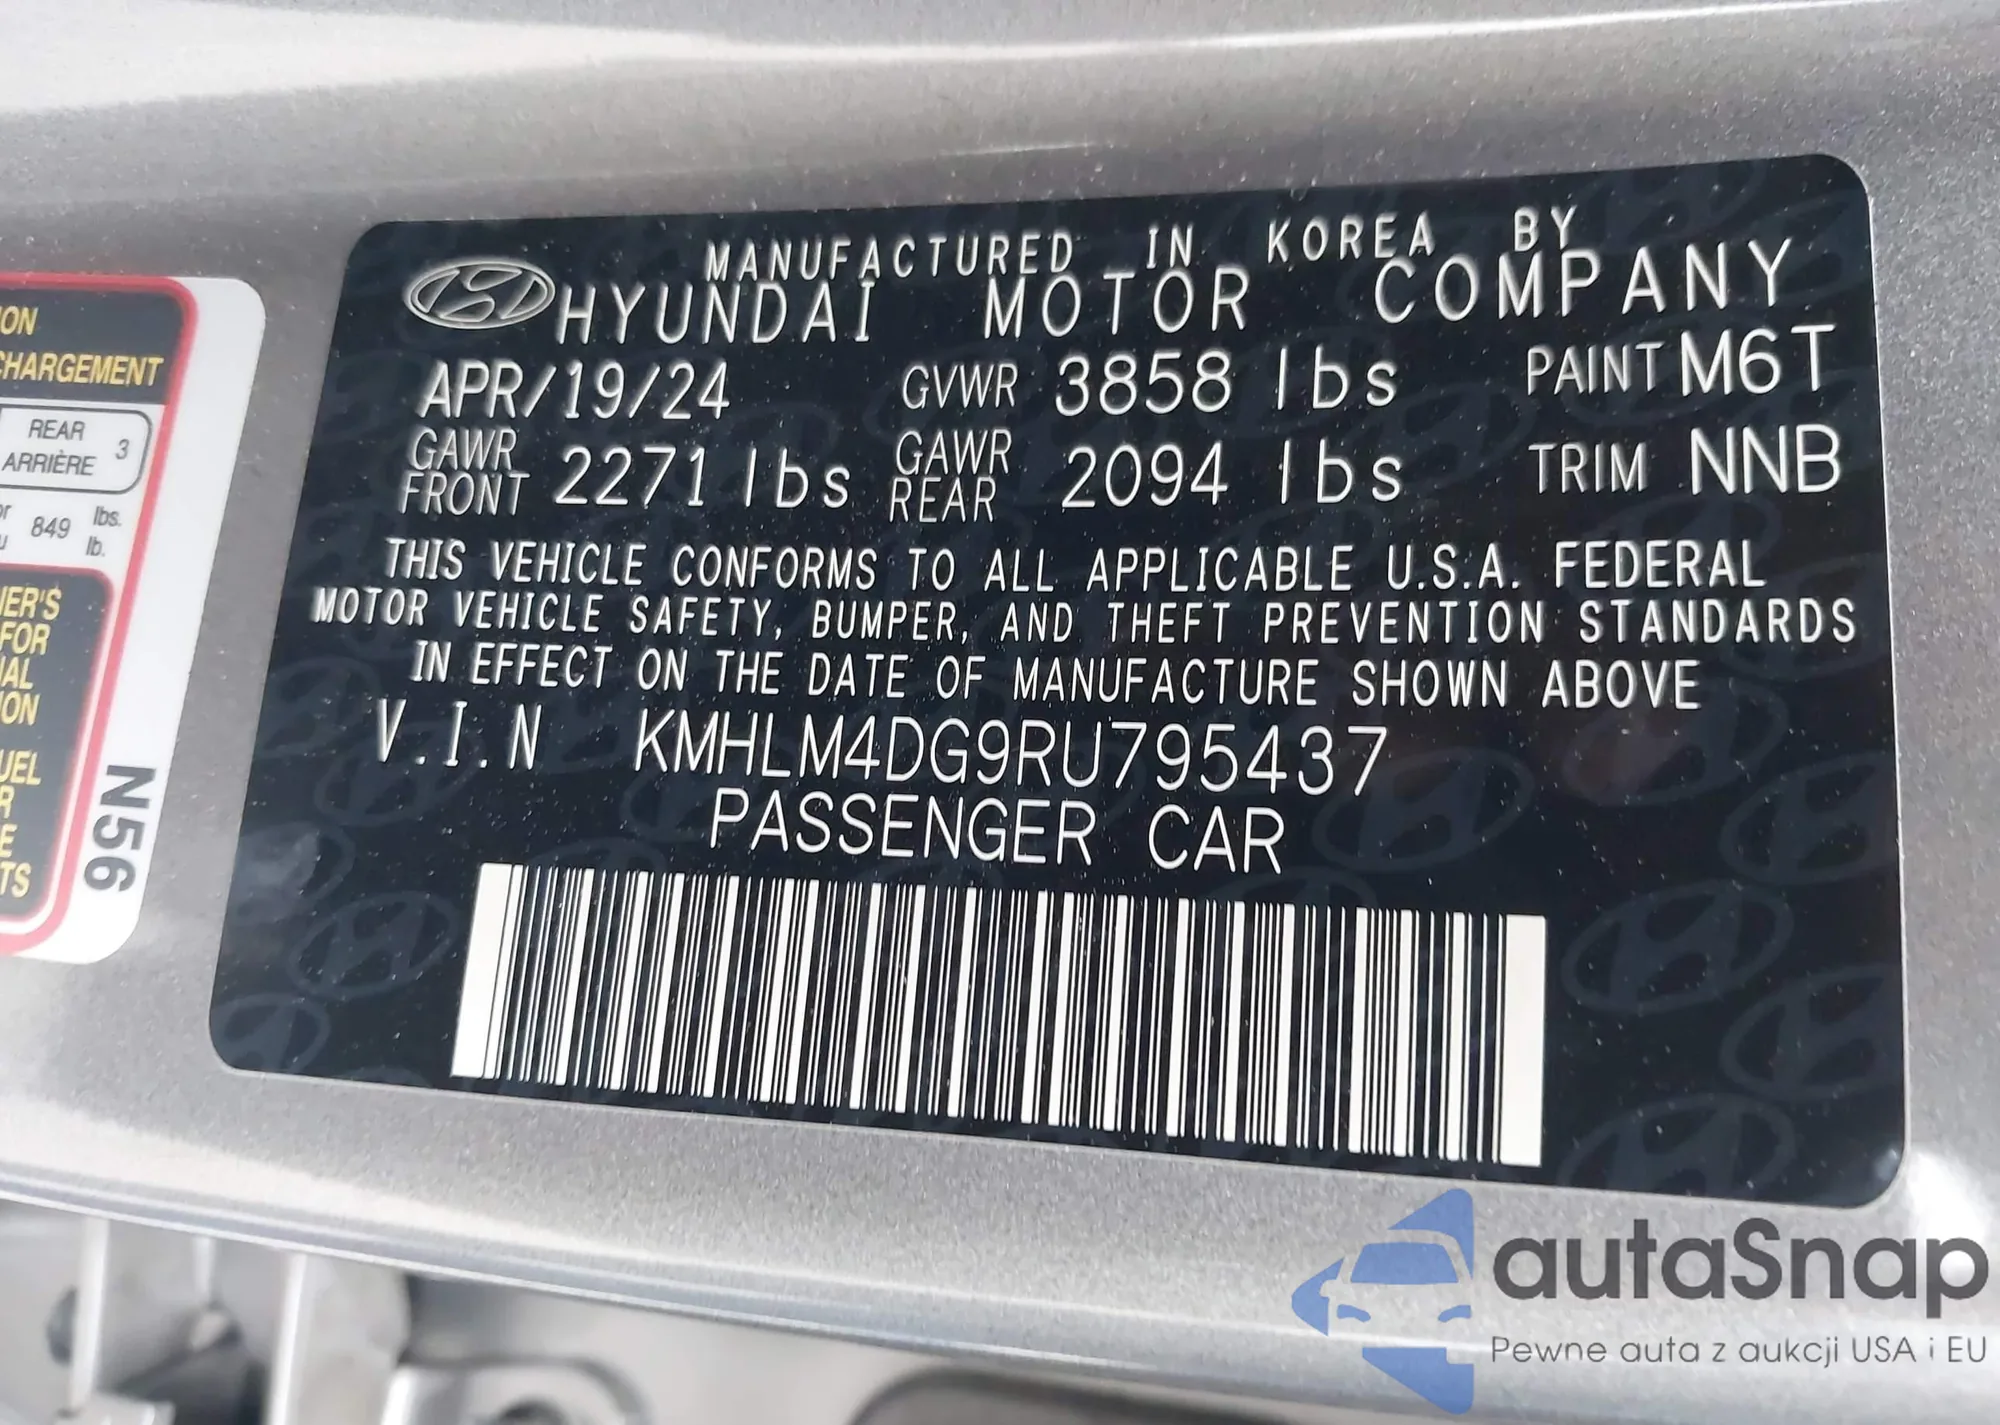 MANUFACTURED IN KOREA BY
HYUNDAI MOTOR COMPANY
APR/19/24 GVWR 3858 lbs PAINT M6T
GAWR FRONT 2271 lbs GAWR REAR 2094 lbs TRIM NNB
THIS VEHICLE CONFORMS TO ALL APPLICABLE U.S.A. FEDERAL
MOTOR VEHICLE SAFETY, BUMPER, AND THEFT PREVENTION STANDARDS
IN EFFECT ON THE DATE OF MANUFACTURE SHOWN ABOVE
V.I.N KMHLM4DG9RU795437
PASSENGER CAR
CHARGEMENT
REAR 3
ARRIÈRE
849 lbs.
lb.
FOR
N56
autaSnap
Pewne auta z aukcji USA i EU